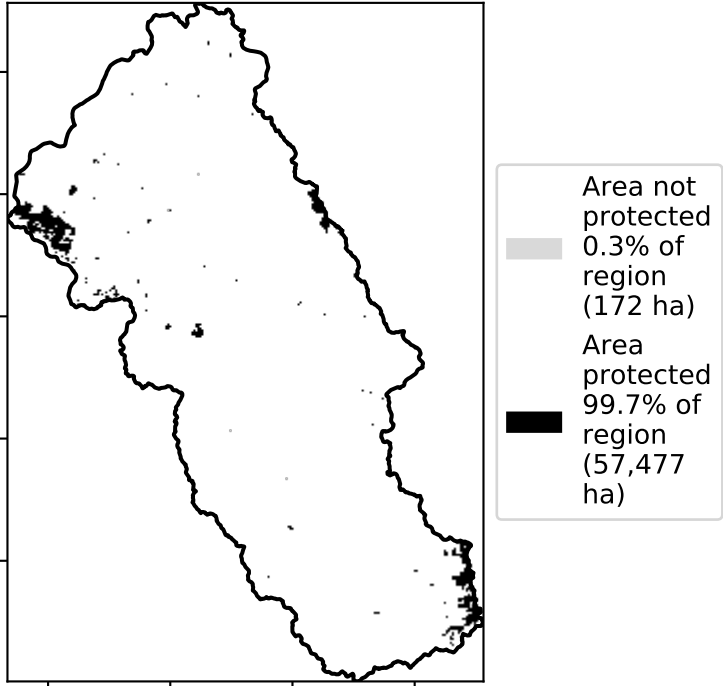 Area not
protected
0.3% of
region
(172 ha)
Area
protected
99.7% of
region
(57,477
ha)